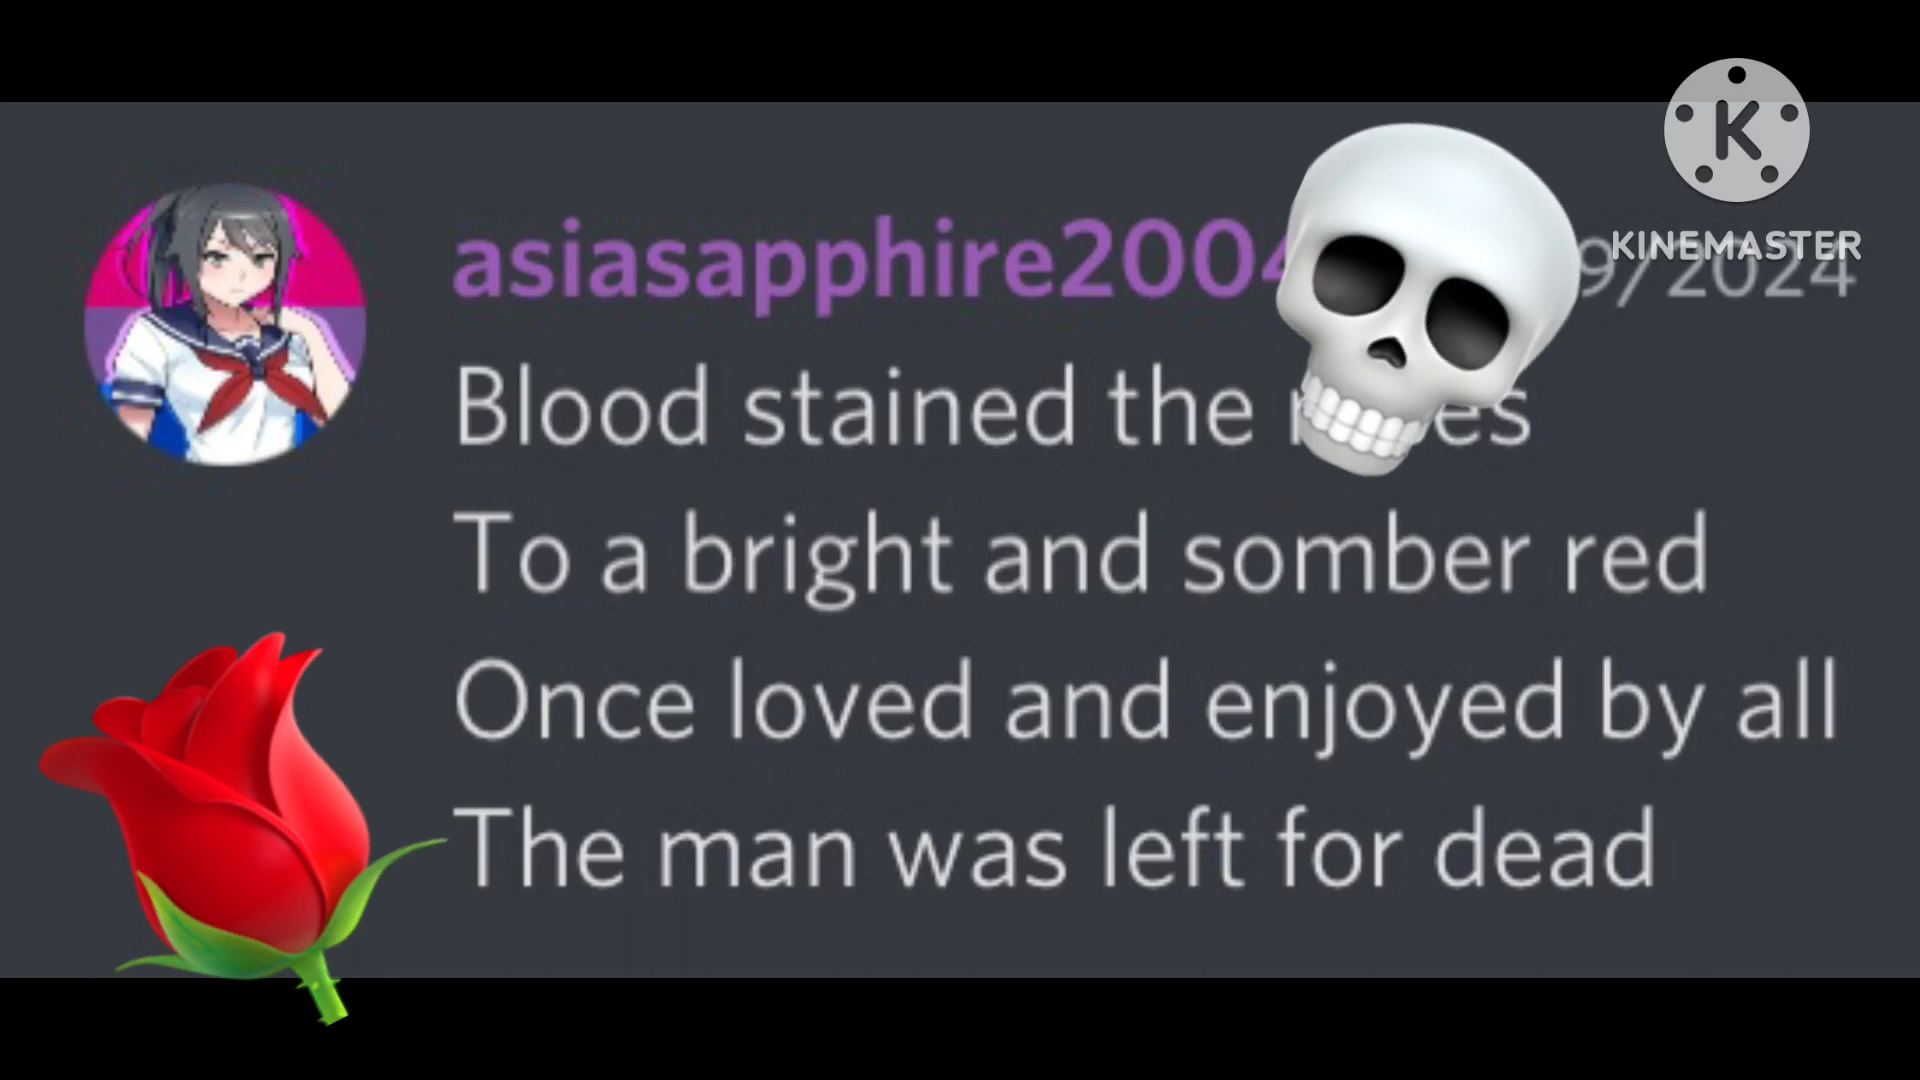 asiasapphire2004 9/2024
K
KINEMASTER
Blood stained the
To a bright and somber red
Once loved and enjoyed by all
The man was left for dead